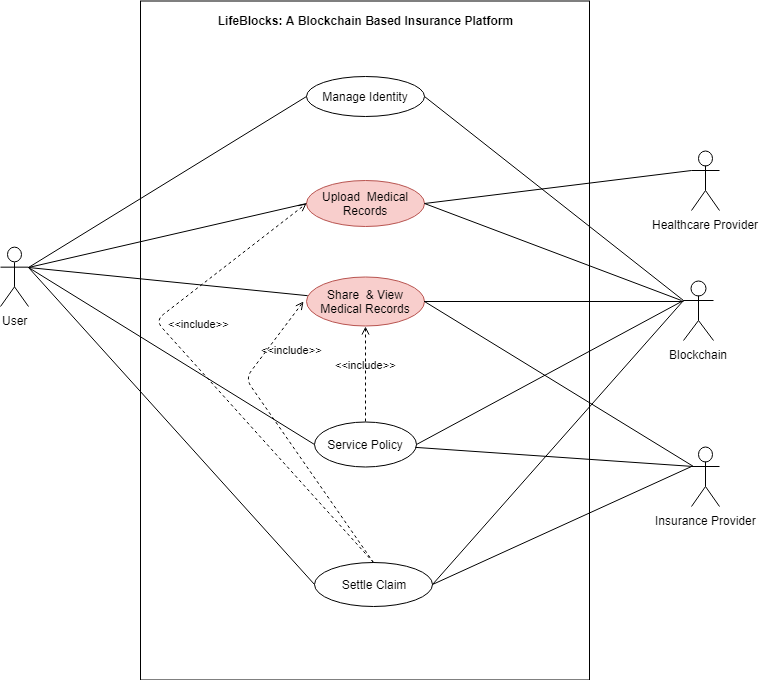 LifeBlocks: A Blockchain Based Insurance Platform
Manage Identity
Upload  Medical
Records
Healthcare Provider
Share  & View
Medical Records
User
<<include>>
<<include>>
<<include>>
Blockchain
Service Policy
Insurance Provider
Settle Claim